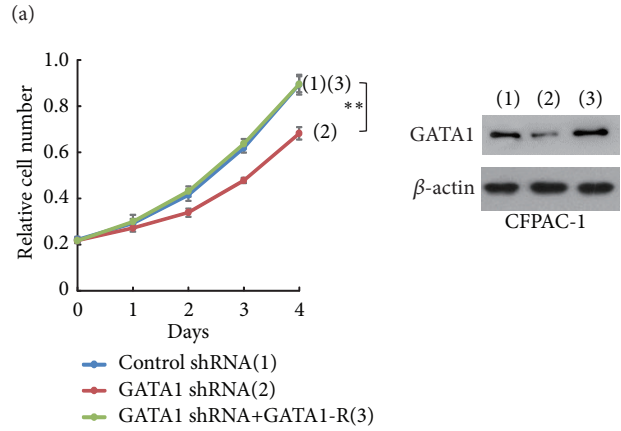 (a)
1.0
0.8
0.6
0.4
0.2
0
Relative cell number
0 1 2 3 4
Days
(1)(3)
**
(2)
Control shRNA(1)
GATA1 shRNA(2)
GATA1 shRNA+GATA1-R(3)
(1) (2) (3)
GATA1
β-actin
CFPAC-1